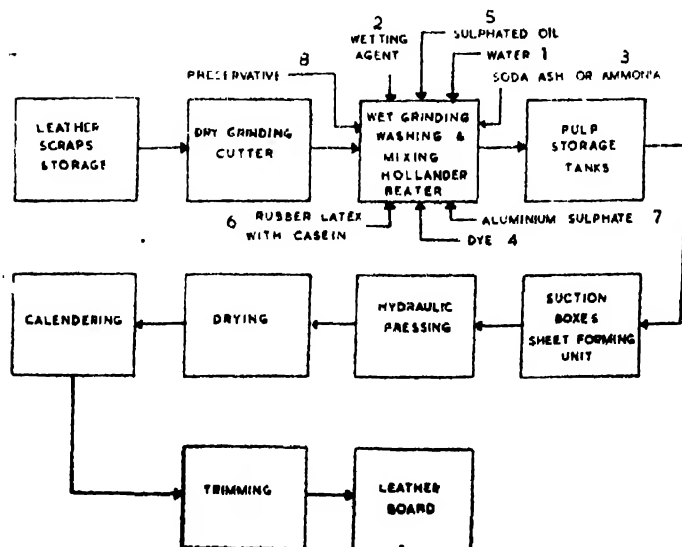 2
WETTING
AGENT
5
SULPHATED OIL
WATER 1
3
SODA ASH OR AMMONIA
8
PRESERVATIVE
LEATHER
SCRAPS
STORAGE
DRY GRINDING
CUTTER
WET GRINDING
WASHING &
MIXING
HOLLANDER
BEATER
PULP
STORAGE
TANKS
6 RUBBER LATEX
WITH CASEIN
DYE 4
ALUMINIUM SULPHATE 7
CALENDERING
DRYING
HYDRAULIC
PRESSING
SUCTION
BOXES
SHEET FORMING
UNIT
TRIMMING
LEATHER
BOARD